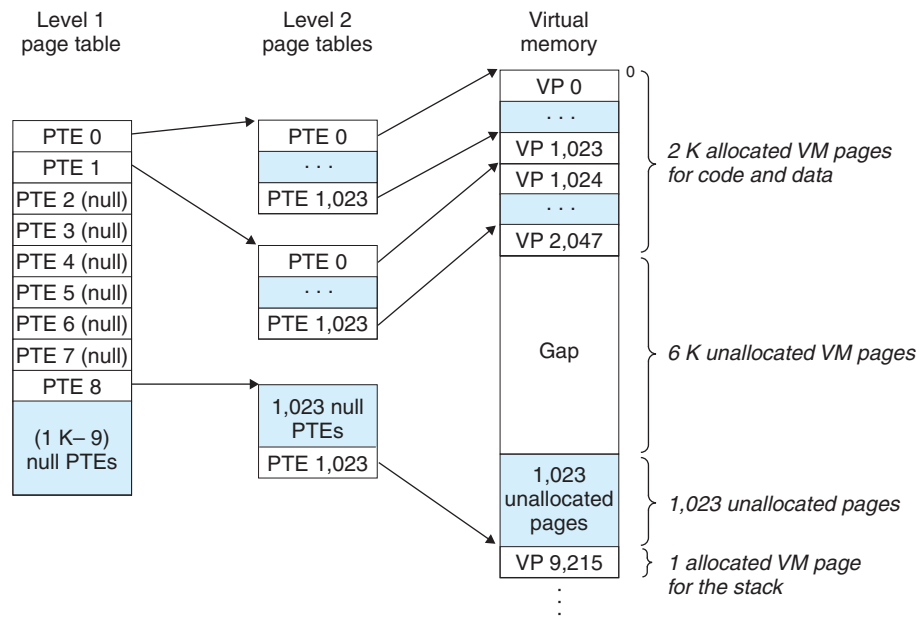 Level 1
page table
Level 2
page tables
Virtual
memory
PTE 0
PTE 1
PTE 2 (null)
PTE 3 (null)
PTE 4 (null)
PTE 5 (null)
PTE 6 (null)
PTE 7 (null)
PTE 8
(1 K– 9)
null PTEs
PTE 0
. . .
PTE 1,023
PTE 0
. . .
PTE 1,023
1,023 null
PTEs
PTE 1,023
0
VP 0
. . .
VP 1,023
VP 1,024
. . .
VP 2,047
Gap
1,023
unallocated
pages
VP 9,215
. . .
2 K allocated VM pages
for code and data
6 K unallocated VM pages
1,023 unallocated pages
1 allocated VM page
for the stack